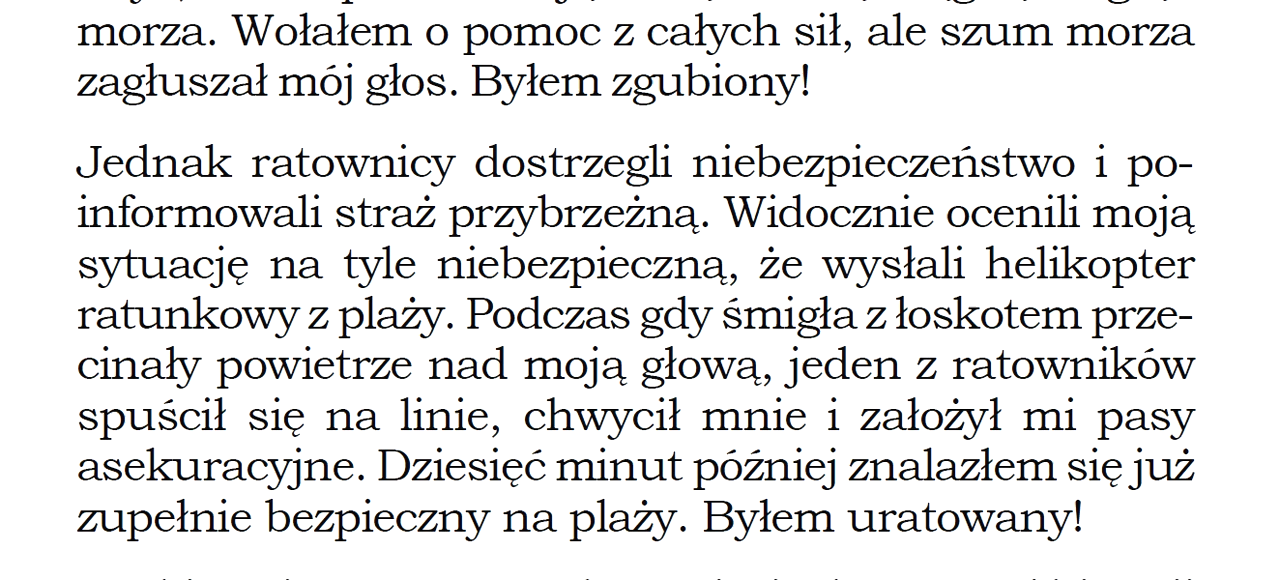 morza. Wołałem o pomoc z całych sił, ale szum morza
zagłuszał mój głos. Byłem zgubiony!
Jednak ratownicy dostrzegli niebezpieczeństwo i po-
informowali straż przybrzeżną. Widocznie ocenili moją
sytuację na tyle niebezpieczną, że wysłali helikopter
ratunkowy z plaży. Podczas gdy śmigła z łoskotem prze-
cinały powietrze nad moją głową, jeden z ratowników
spuścił się na linie, chwycił mnie i założył mi pasy
asekuracyjne. Dziesięć minut później znalazłem się już
zupełnie bezpieczny na plaży. Byłem uratowany!